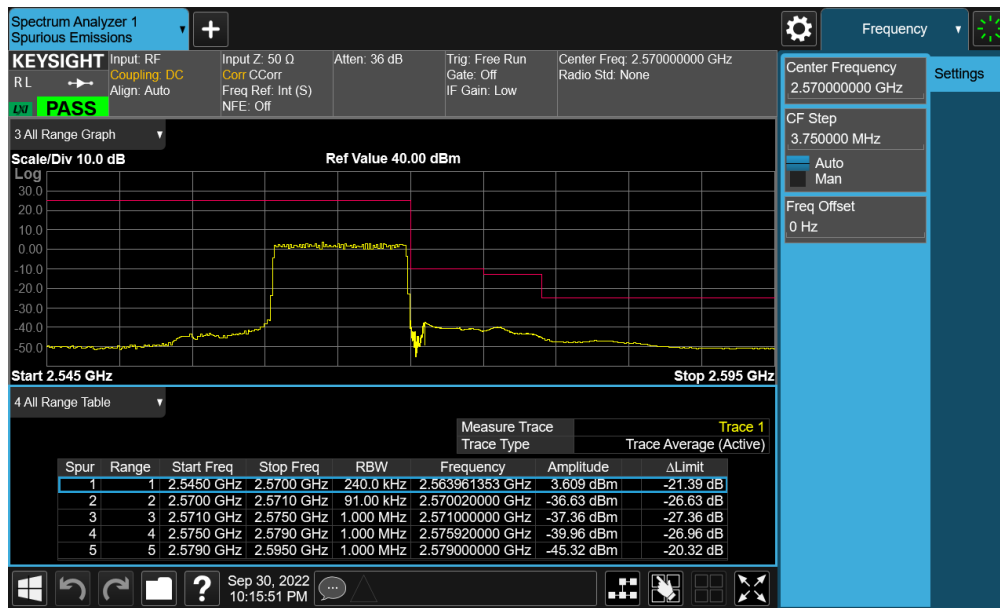 Spectrum Analyzer 1
Spurious Emissions
▼
+
Frequency
▼
KEYSIGHT
RL
LXI PASS
Input: RF
Coupling: DC
Align: Auto
Input Z: 50 Ω
Corr CCorr
Freq Ref: Int (S)
NFE: Off
Atten: 36 dB
Trig: Free Run
Gate: Off
IF Gain: Low
Center Freq: 2.570000000 GHz
Radio Std: None
Center Frequency
2.570000000 GHz
Settings
CF Step
3.750000 MHz
Auto
Man
Freq Offset
0 Hz
3 All Range Graph ▼
Scale/Div 10.0 dB Ref Value 40.00 dBm
Log
30.0
20.0
10.0
0.00
-10.0
-20.0
-30.0
-40.0
-50.0
Start 2.545 GHz Stop 2.595 GHz
4 All Range Table ▼
Measure Trace Trace 1
Trace Type Trace Average (Active)
Spur Range Start Freq Stop Freq RBW Frequency Amplitude ΔLimit
1 1 2.5450 GHz 2.5700 GHz 240.0 kHz 2.563961353 GHz 3.609 dBm -21.39 dB
2 2 2.5700 GHz 2.5710 GHz 91.00 kHz 2.570020000 GHz -36.63 dBm -26.63 dB
3 3 2.5710 GHz 2.5750 GHz 1.000 MHz 2.571000000 GHz -37.36 dBm -27.36 dB
4 4 2.5750 GHz 2.5790 GHz 1.000 MHz 2.575920000 GHz -39.96 dBm -26.96 dB
5 5 2.5790 GHz 2.5950 GHz 1.000 MHz 2.579000000 GHz -45.32 dBm -20.32 dB
?
Sep 30, 2022
10:15:51 PM